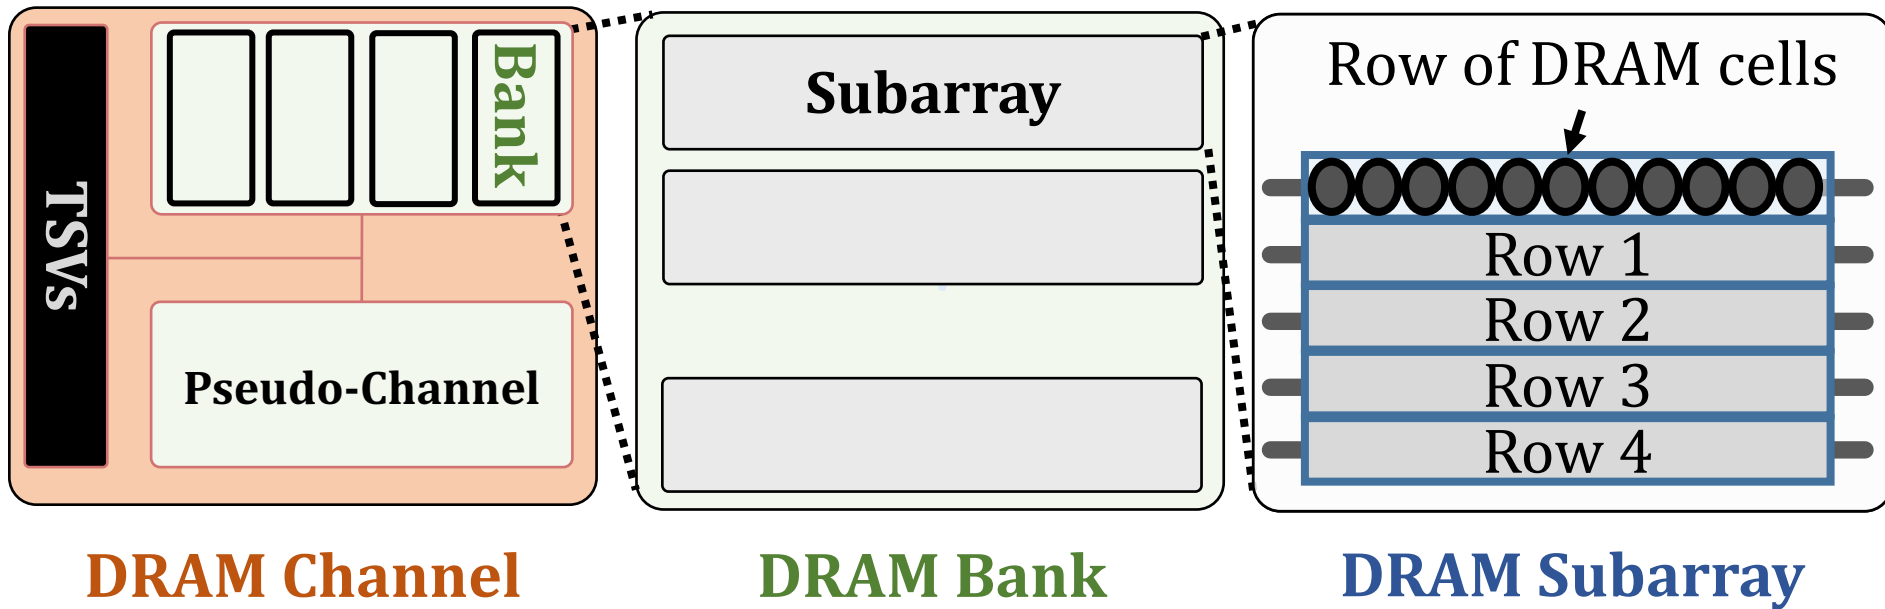 TSVs
Bank
Pseudo-Channel
DRAM Channel
Subarray
DRAM Bank
Row of DRAM cells
Row 1
Row 2
Row 3
Row 4
DRAM Subarray